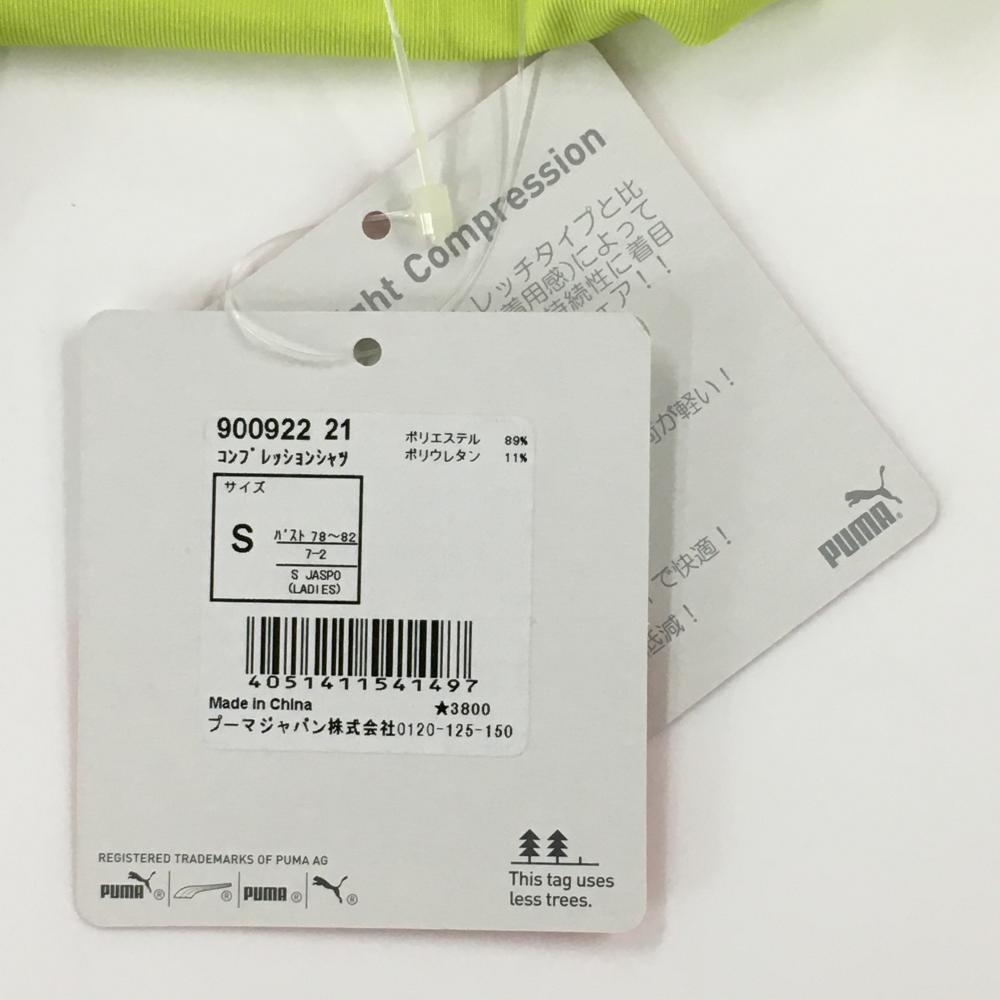 ght Compression
レッチタイプと比
着用感)によって
持続性に着目
ェア!!
が軽い!
で快適!
低減!
PUMA®
900922 21
コンプレッションシャツ
ポリエステル 89%
ポリウレタン 11%
サイズ
S
バスト 78～82
7-2
S JASPO
(LADIES)
4051411541497
Made in China ★3800
プーマジャパン株式会社0120-125-150
REGISTERED TRADEMARKS OF PUMA AG
PUMA® ® PUMA® ®
This tag uses
less trees.